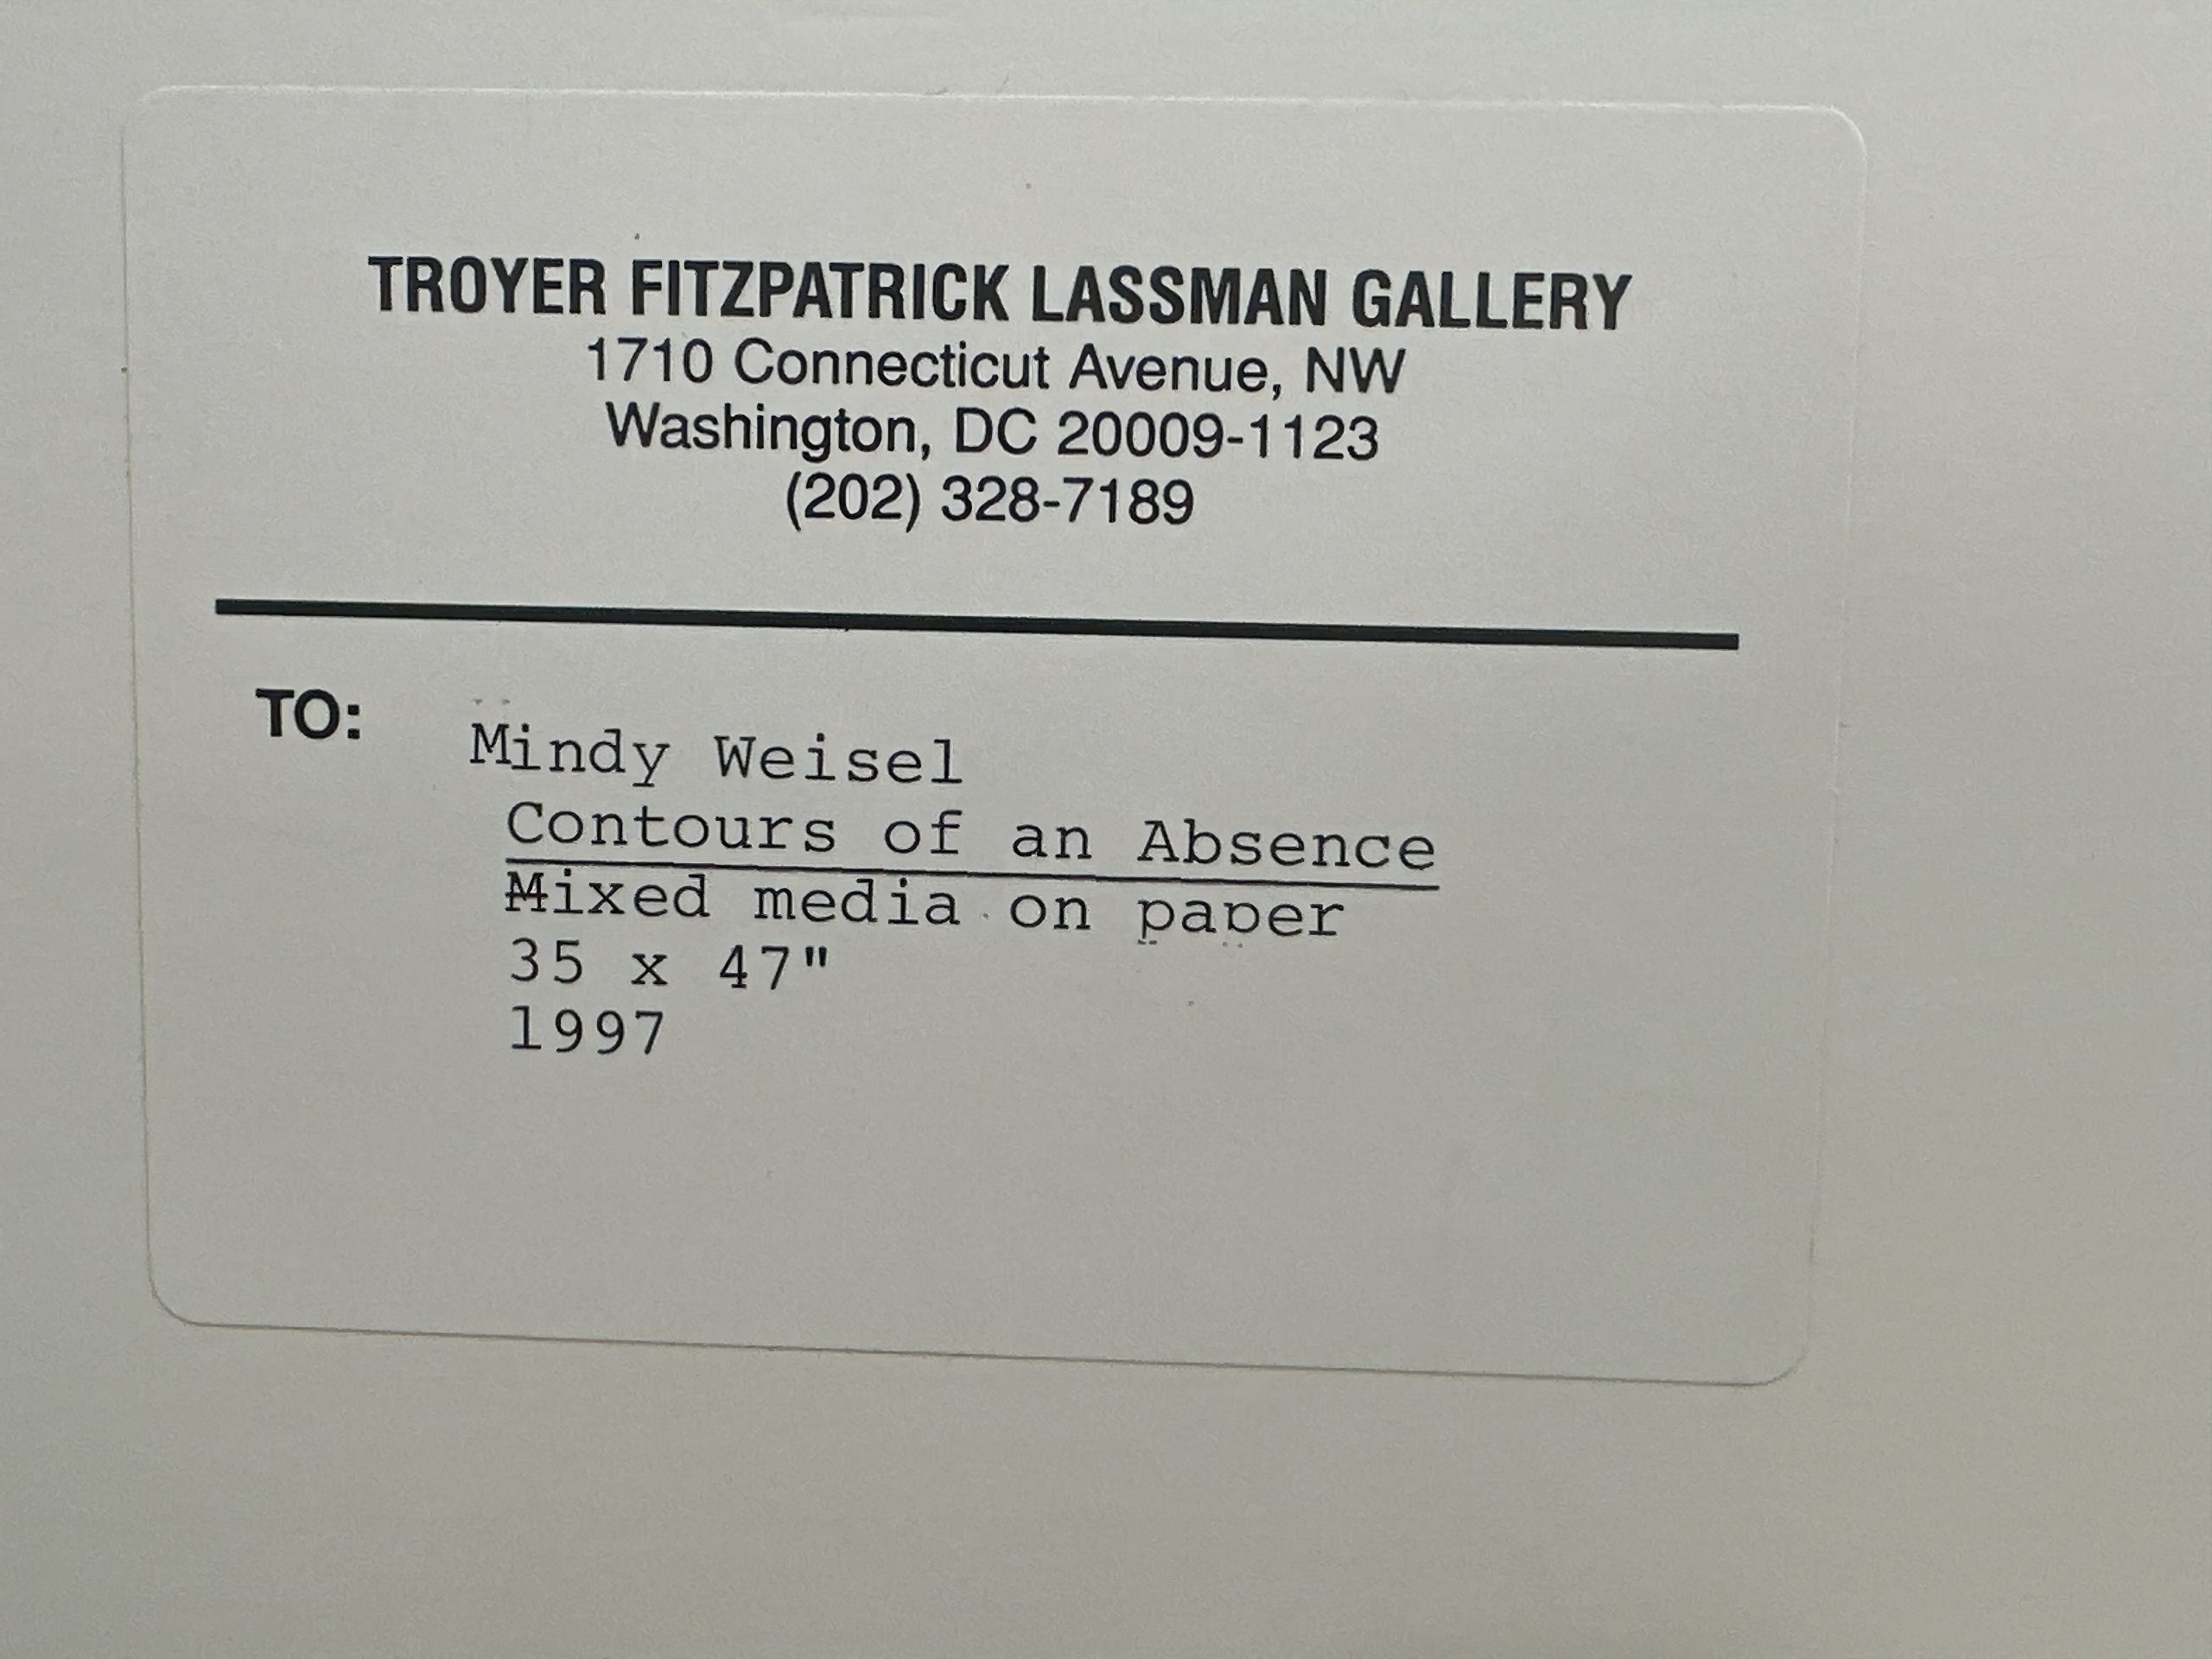 TROYER FITZPATRICK LASSMAN GALLERY
1710 Connecticut Avenue, NW
Washington, DC 20009-1123
(202) 328-7189
TO:
Mindy Weisel
Contours of an Absence
Mixed media on paper
35 x 47"
1997